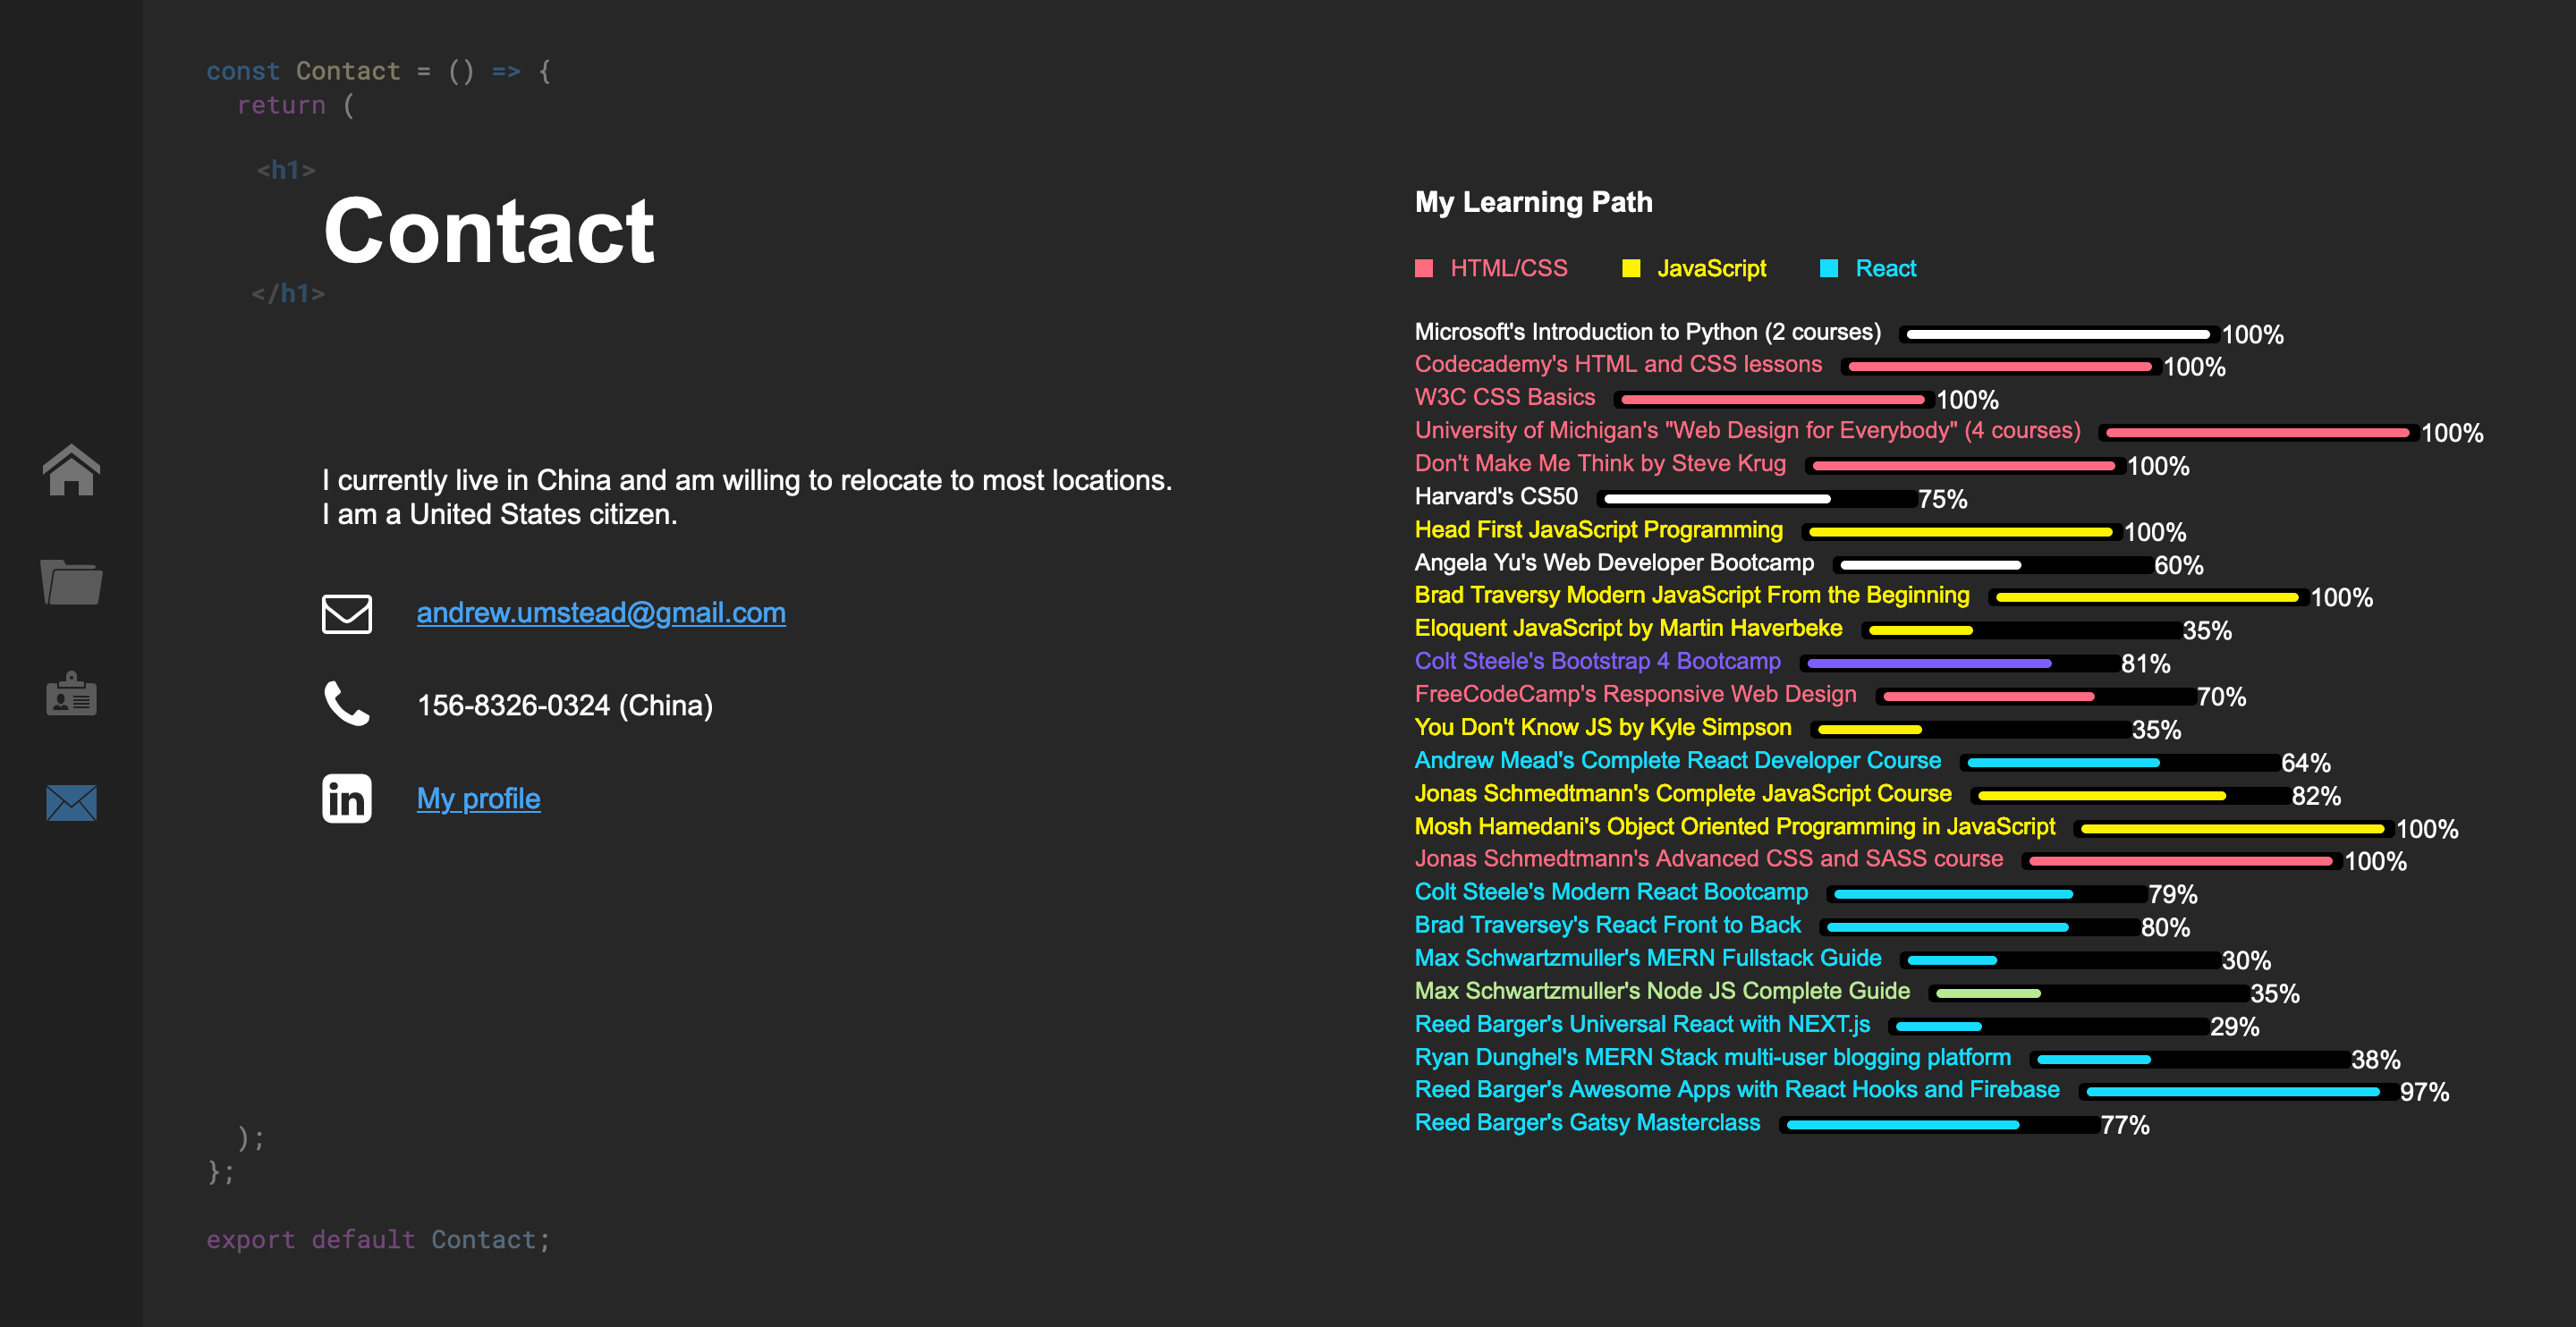 const Contact = () => {
return (
<h1>
Contact
</h1>
I currently live in China and am willing to relocate to most locations.
I am a United States citizen.
andrew.umstead@gmail.com
156-8326-0324 (China)
in
My profile
);
};
export default Contact;
My Learning Path
HTML/CSS JavaScript React
Microsoft's Introduction to Python (2 courses) 100%
Codecademy's HTML and CSS lessons 100%
W3C CSS Basics 100%
University of Michigan's "Web Design for Everybody" (4 courses) 100%
Don't Make Me Think by Steve Krug 100%
Harvard's CS50 75%
Head First JavaScript Programming 100%
Angela Yu's Web Developer Bootcamp 60%
Brad Traversy Modern JavaScript From the Beginning 100%
Eloquent JavaScript by Martin Haverbeke 35%
Colt Steele's Bootstrap 4 Bootcamp 81%
FreeCodeCamp's Responsive Web Design 70%
You Don't Know JS by Kyle Simpson 35%
Andrew Mead's Complete React Developer Course 64%
Jonas Schmedtmann's Complete JavaScript Course 82%
Mosh Hamedani's Object Oriented Programming in JavaScript 100%
Jonas Schmedtmann's Advanced CSS and SASS course 100%
Colt Steele's Modern React Bootcamp 79%
Brad Traversey's React Front to Back 80%
Max Schwartzmuller's MERN Fullstack Guide 30%
Max Schwartzmuller's Node JS Complete Guide 35%
Reed Barger's Universal React with NEXT.js 29%
Ryan Dunghel's MERN Stack multi-user blogging platform 38%
Reed Barger's Awesome Apps with React Hooks and Firebase 97%
Reed Barger's Gatsy Masterclass 77%